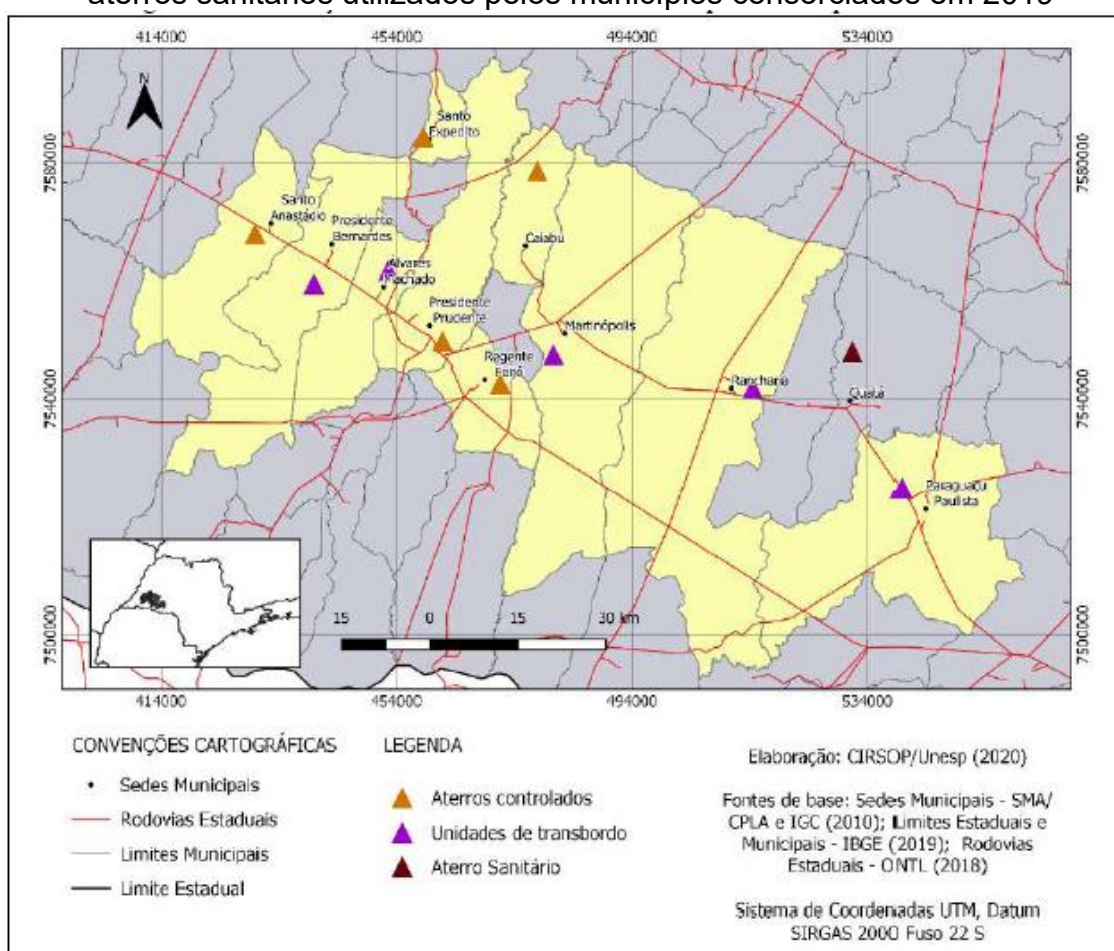 aterros sanitários utilizados pelos municípios consorciados em 2019
414000
454000
494000
534000
N
Santo
Expedito
7580000
7580000
Santo
Anastádio
Presidente
Bernardes
Caiabu
Alvares
Machado
Presidente
Prudente
Martinópolis
Regente
Feijó
Rancharia
Quatá
7540000
7540000
Paraguaçu
Paulista
15
0
15
30 km
7500000
7500000
414000
454000
494000
534000
CONVENÇÕES CARTOGRÁFICAS
Sedes Municipais
Rodovias Estaduais
Limites Municipais
Limite Estadual
LEGENDA
Aterros controlados
Unidades de transbordo
Aterro Sanitário
Elaboração: CIRSOP/Unesp (2020)
Fontes de base: Sedes Municipais - SMA/
CPLA e IGC (2010); Limites Estaduais e
Municipais - IBGE (2019); Rodovias
Estaduais - ONTL (2018)
Sistema de Coordenadas UTM, Datum
SIRGAS 2000 Fuso 22 S